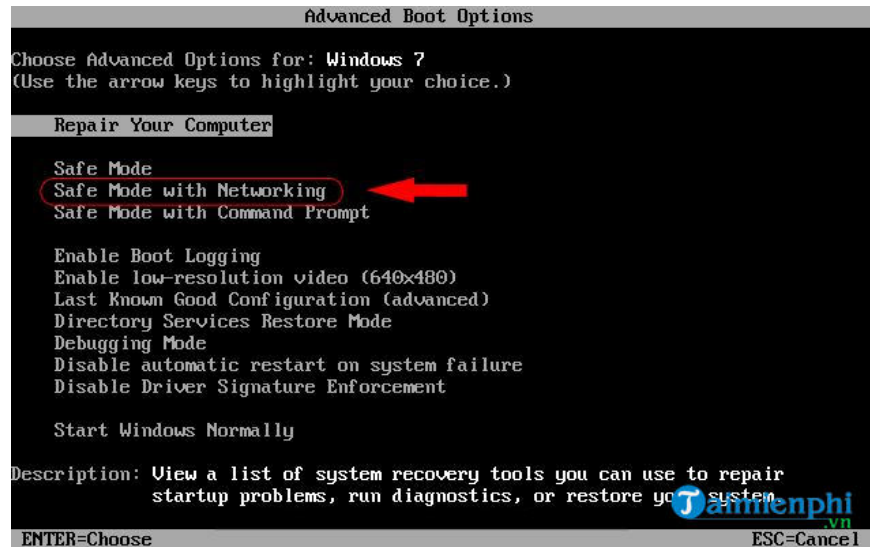 Advanced Boot Options
Choose Advanced Options for: Windows 7
(Use the arrow keys to highlight your choice.)
Repair Your Computer
Safe Mode
Safe Mode with Networking
Safe Mode with Command Prompt
Enable Boot Logging
Enable low-resolution video (640x480)
Last Known Good Configuration (advanced)
Directory Services Restore Mode
Debugging Mode
Disable automatic restart on system failure
Disable Driver Signature Enforcement
Start Windows Normally
Description: View a list of system recovery tools you can use to repair
startup problems, run diagnostics, or restore your system.
Taimienphi
.vn
ENTER=Choose ESC=Cancel